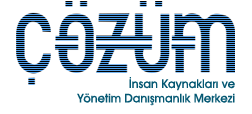 çözüm
İnsan Kaynakları ve
Yönetim Danışmanlık Merkezi